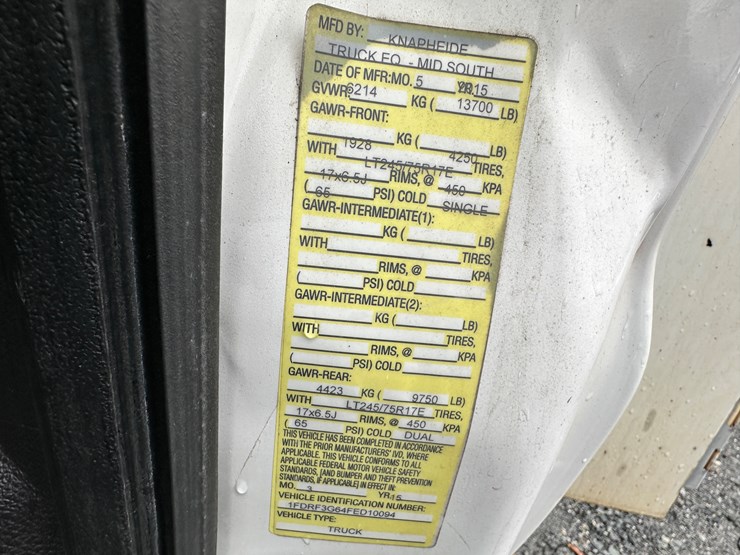 MFD BY: KNAPHEIDE
TRUCK EQ - MID SOUTH
DATE OF MFR:MO. 5 YR.15
GVWR 6214 KG ( 13700 LB)
GAWR-FRONT:
1928 KG ( 4250 LB)
WITH LT245/75R17E TIRES,
17x6.5J RIMS, @ 450 KPA
( 65 PSI) COLD SINGLE
GAWR-INTERMEDIATE(1):
KG ( LB)
WITH TIRES,
RIMS, @ KPA
( PSI) COLD
GAWR-INTERMEDIATE(2):
KG ( LB)
WITH TIRES,
RIMS, @ KPA
( PSI) COLD
GAWR-REAR:
4423 KG ( 9750 LB)
WITH LT245/75R17E TIRES,
17x6.5J RIMS, @ 450 KPA
( 65 PSI) COLD DUAL
THIS VEHICLE HAS BEEN COMPLETED IN ACCORDANCE
WITH THE PRIOR MANUFACTURERS' IVD, WHERE
APPLICABLE. THIS VEHICLE CONFORMS TO ALL
APPLICABLE FEDERAL MOTOR VEHICLE SAFETY
STANDARDS, [AND BUMPER AND THEFT PREVENTION
STANDARDS, IF APPLICABLE] IN EFFECT IN:
MO. 3 YR.15
VEHICLE IDENTIFICATION NUMBER:
1FDRF3G64FED10094
VEHICLE TYPE:
TRUCK